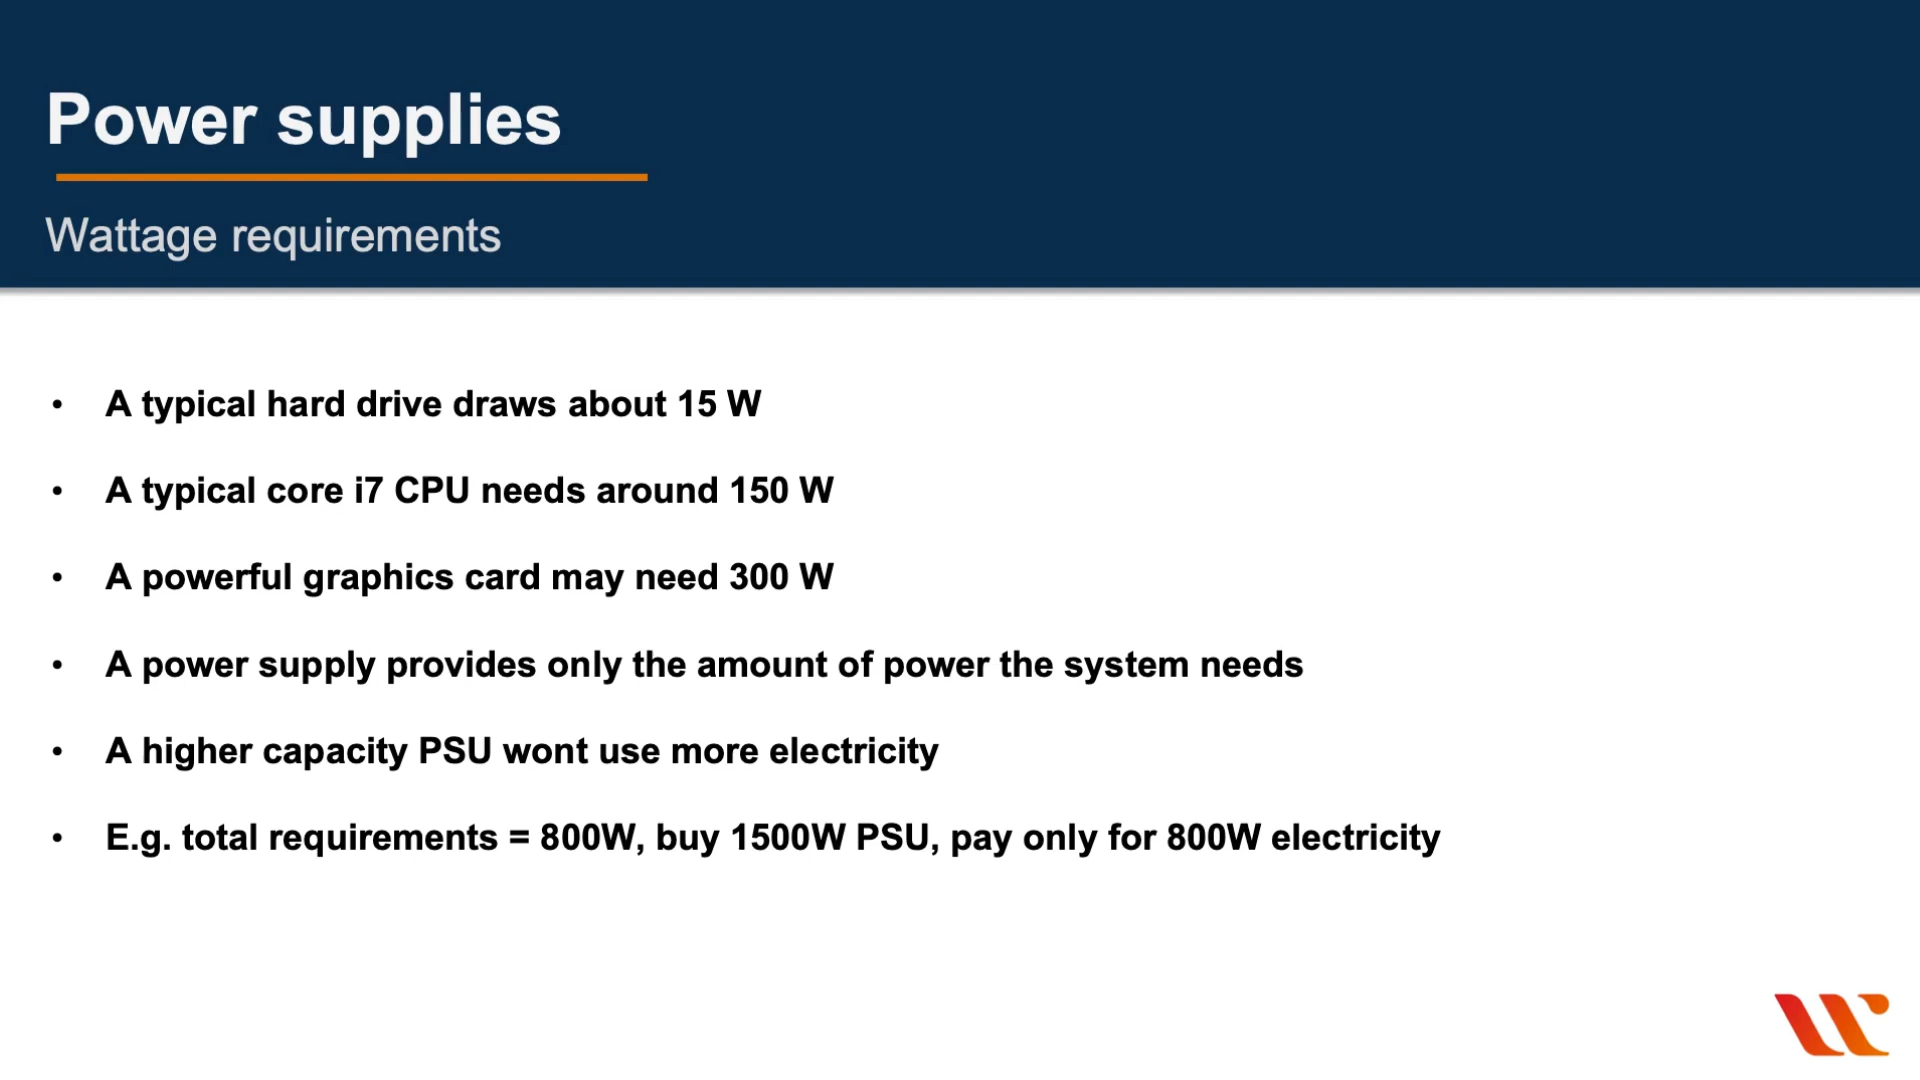 Power supplies
Wattage requirements
• A typical hard drive draws about 15 W
• A typical core i7 CPU needs around 150 W
• A powerful graphics card may need 300 W
• A power supply provides only the amount of power the system needs
• A higher capacity PSU wont use more electricity
• E.g. total requirements = 800W, buy 1500W PSU, pay only for 800W electricity